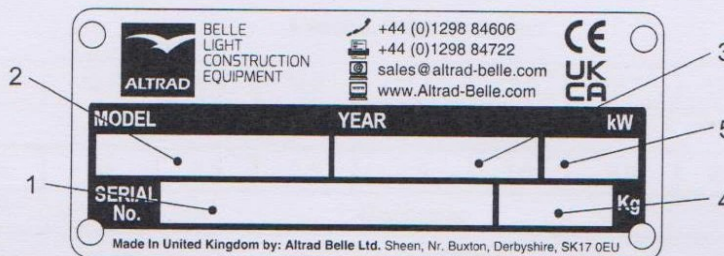 BELLE
LIGHT
CONSTRUCTION
EQUIPMENT
ALTRAD
+44 (0)1298 84606
+44 (0)1298 84722
sales@altrad-belle.com
www.Altrad-Belle.com
CE
UK
CA
2
3
MODEL YEAR kW
5
1
SERIAL
No.
Kg
4
Made In United Kingdom by: Altrad Belle Ltd. Sheen, Nr. Buxton, Derbyshire, SK17 0EU